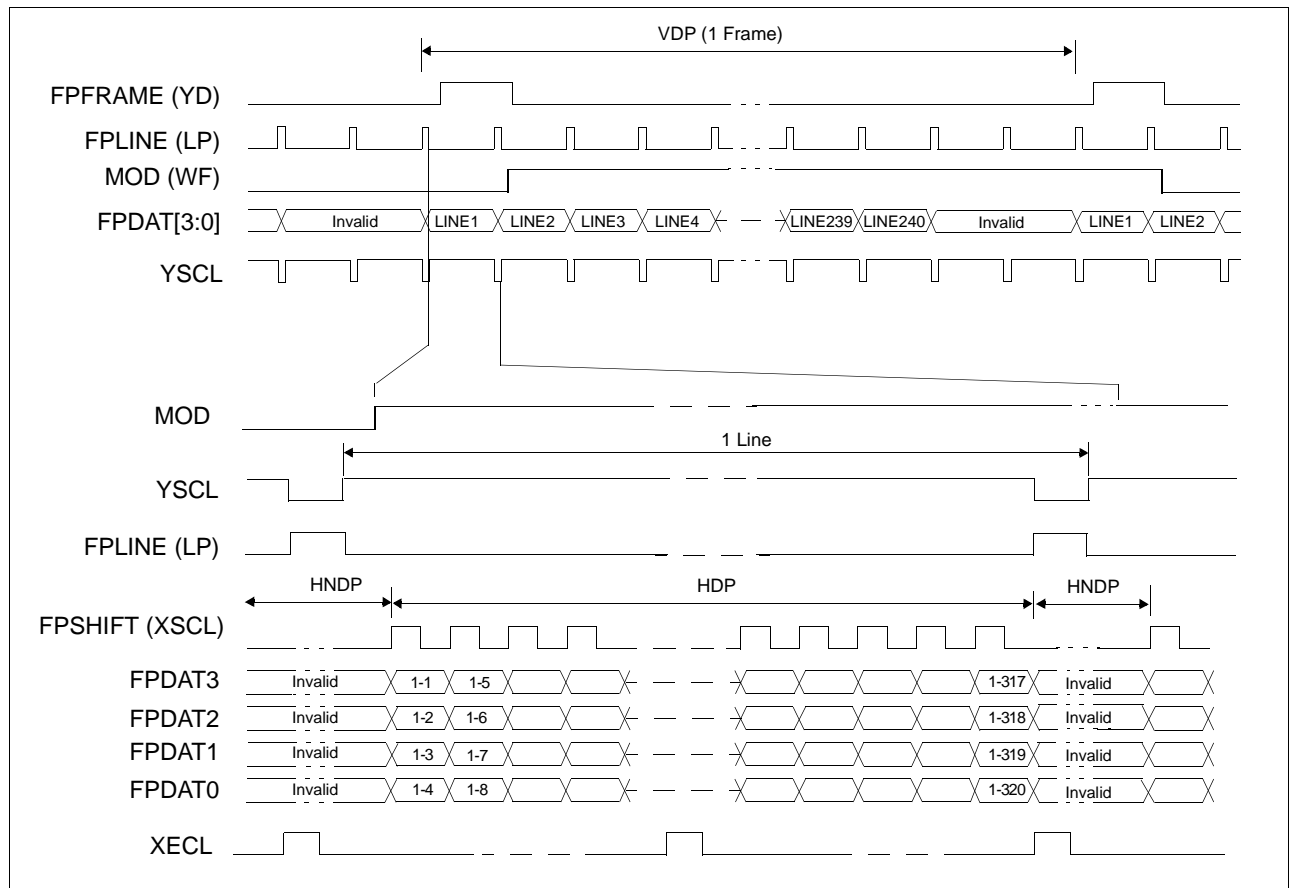 VDP (1 Frame)
FPFRAME (YD)
FPLINE (LP)
MOD (WF)
FPDAT[3:0] Invalid LINE1 LINE2 LINE3 LINE4 LINE239 LINE240 Invalid LINE1 LINE2
YSCL
MOD
1 Line
YSCL
FPLINE (LP)
HNDP HDP HNDP
FPSHIFT (XSCL)
FPDAT3 Invalid 1-1 1-5 1-317 Invalid
FPDAT2 Invalid 1-2 1-6 1-318 Invalid
FPDAT1 Invalid 1-3 1-7 1-319 Invalid
FPDAT0 Invalid 1-4 1-8 1-320 Invalid
XECL